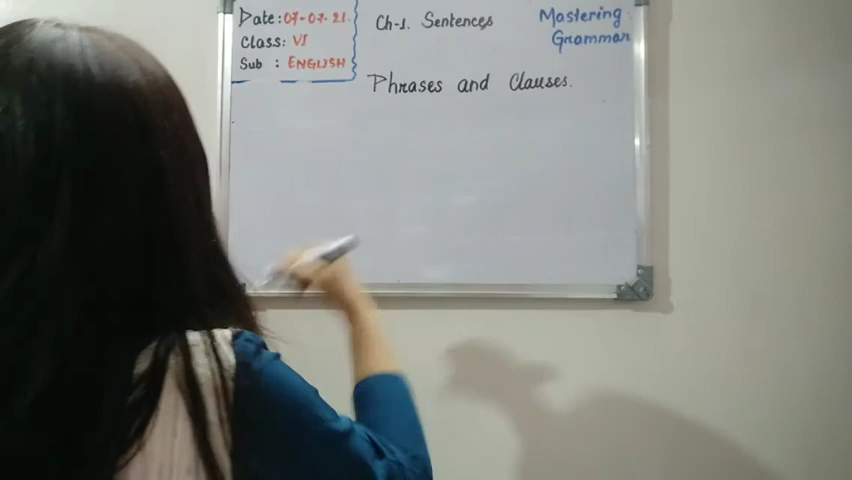 Date: 07-07-21.
Class: VI
Sub : ENGLISH
Ch-1. Sentences
Mastering
Grammar
Phrases and Clauses.